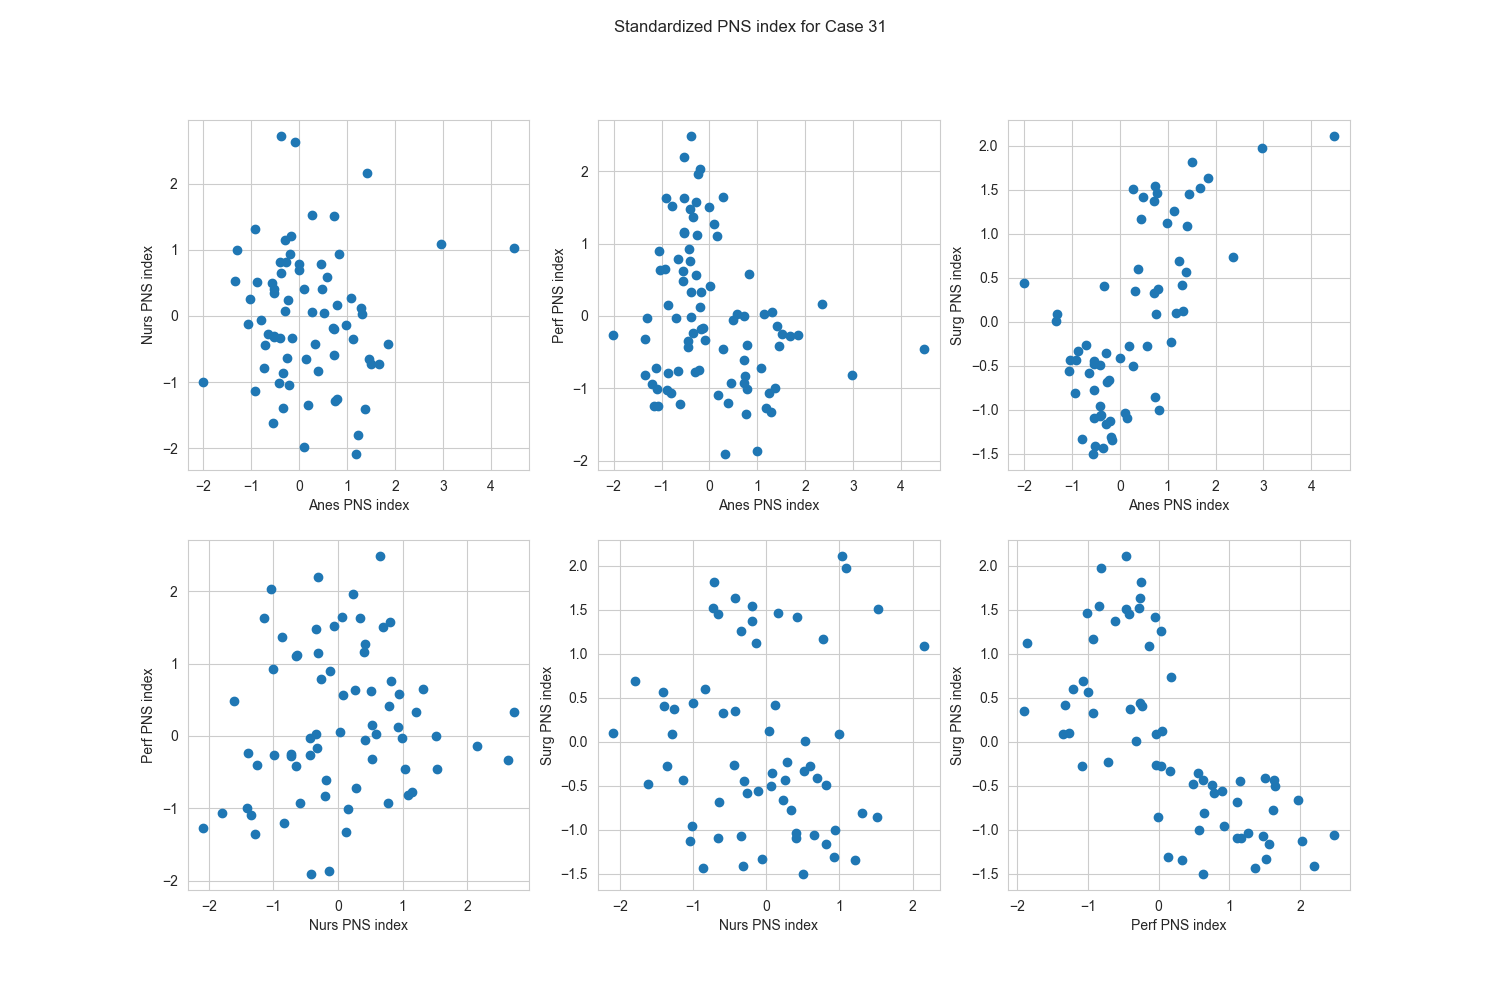 Standardized PNS index for Case 31
Nurs PNS index
2
1
0
−1
−2
−2 −1 0 1 2 3 4
Anes PNS index
Perf PNS index
2
1
0
−1
−2
−2 −1 0 1 2 3 4
Anes PNS index
Surg PNS index
2.0
1.5
1.0
0.5
0.0
−0.5
−1.0
−1.5
−2 −1 0 1 2 3 4
Anes PNS index
Perf PNS index
2
1
0
−1
−2
−2 −1 0 1 2
Nurs PNS index
Surg PNS index
2.0
1.5
1.0
0.5
0.0
−0.5
−1.0
−1.5
−2 −1 0 1 2
Nurs PNS index
Surg PNS index
2.0
1.5
1.0
0.5
0.0
−0.5
−1.0
−1.5
−2 −1 0 1 2
Perf PNS index